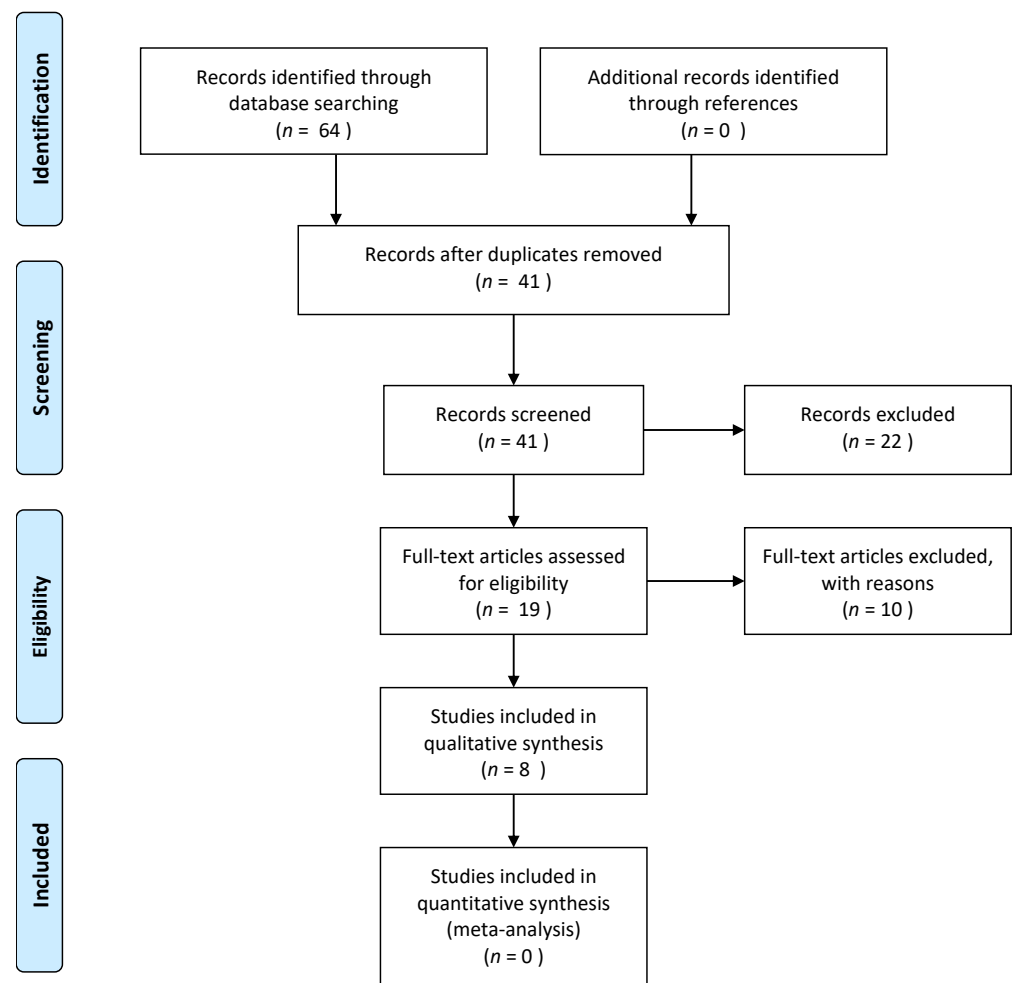 Identification
Records identified through
database searching
(n = 64 )
Additional records identified
through references
(n = 0 )
Records after duplicates removed
(n = 41 )
Screening
Records screened
(n = 41 )
Records excluded
(n = 22 )
Eligibility
Full-text articles assessed
for eligibility
(n = 19 )
Full-text articles excluded,
with reasons
(n = 10 )
Studies included in
qualitative synthesis
(n = 8 )
Included
Studies included in
quantitative synthesis
(meta-analysis)
(n = 0 )